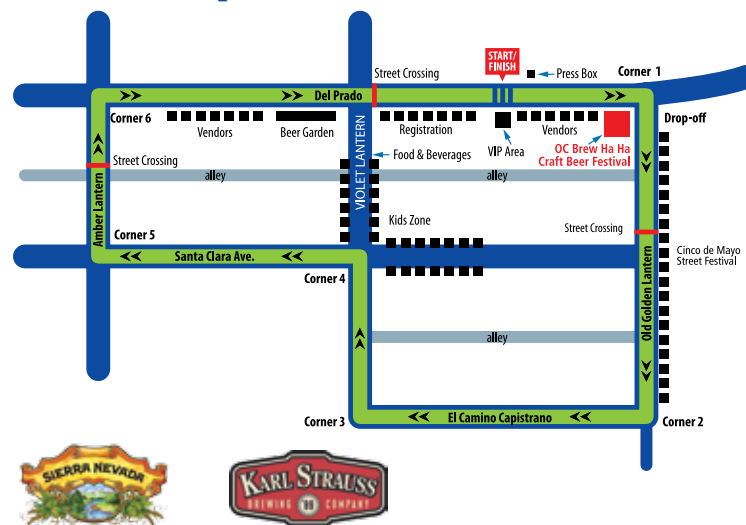 START/
FINISH
Street Crossing
Press Box
Corner 1
Del Prado
Corner 6
Vendors
Beer Garden
VIOLET LANTERN
Registration
VIP Area
Vendors
Drop-off
OC Brew Ha Ha
Craft Beer Festival
Food & Beverages
Street Crossing
alley
alley
Amber Lantern
Kids Zone
Street Crossing
Corner 5
Santa Clara Ave.
Old Golden Lantern
Cinco de Mayo
Street Festival
Corner 4
alley
Corner 3
El Camino Capistrano
Corner 2
SIERRA NEVADA
KARL STRAUSS
BREWING COMPANY